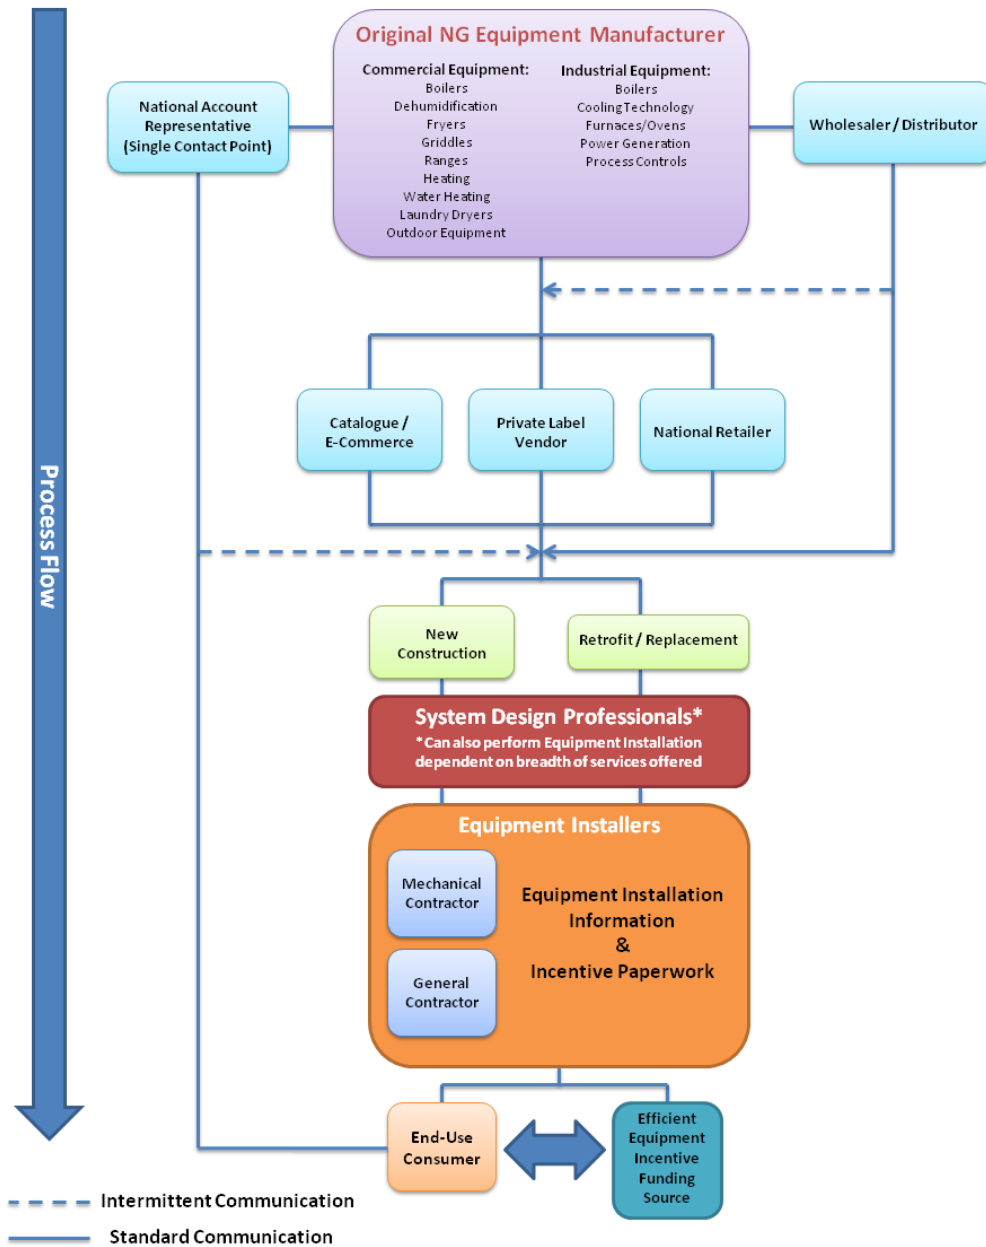 Original NG Equipment Manufacturer
Commercial Equipment:
Boilers
Dehumidification
Fryers
Griddles
Ranges
Heating
Water Heating
Laundry Dryers
Outdoor Equipment
Industrial Equipment:
Boilers
Cooling Technology
Furnaces/Ovens
Power Generation
Process Controls
National Account
Representative
(Single Contact Point)
Wholesaler / Distributor
Catalogue /
E-Commerce
Private Label
Vendor
National Retailer
Process Flow
New
Construction
Retrofit / Replacement
System Design Professionals*
*Can also perform Equipment Installation
dependent on breadth of services offered
Equipment Installers
Mechanical
Contractor
General
Contractor
Equipment Installation
Information
&
Incentive Paperwork
End-Use
Consumer
Efficient
Equipment
Incentive
Funding
Source
Intermittent Communication
Standard Communication